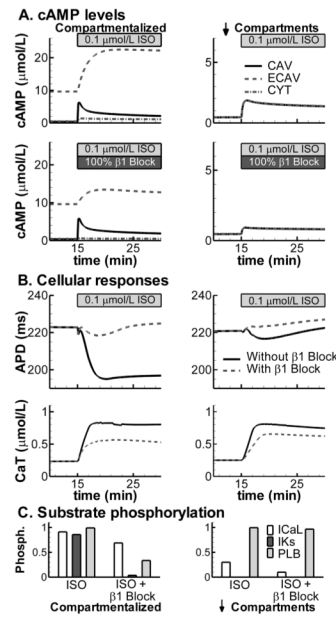 A. cAMP levels
Compartmentalized
↓ Compartments
0.1 μmol/L ISO
0.1 μmol/L ISO
cAMP (μmol/L)
20
10
0
5
0
CAV
ECAV
CYT
0.1 μmol/L ISO
100% β1 Block
0.1 μmol/L ISO
100% β1 Block
cAMP (μmol/L)
20
10
0
5
0
15 25
time (min)
15 25
time (min)
B. Cellular responses
0.1 μmol/L ISO
0.1 μmol/L ISO
APD (ms)
240
220
200
240
220
200
Without β1 Block
With β1 Block
CaT (μmol/L)
1
0.5
0
1
0.5
0
15 25
time (min)
15 25
time (min)
C. Substrate phosphorylation
Phosph.
1
0.5
0
1
0.5
0
ICaL
IKs
PLB
ISO
ISO +
β1 Block
ISO
ISO +
β1 Block
Compartmentalized
↓ Compartments